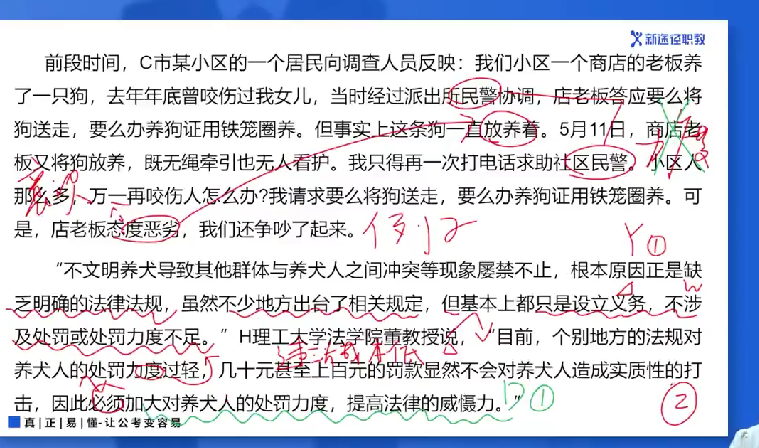 新途径职教
前段时间，C市某小区的一个居民向调查人员反映：我们小区一个商店的老板养
了一只狗，去年年底曾咬伤过我女儿，当时经过派出所民警协调，店老板答应要么将
狗送走，要么办养狗证用铁笼圈养。但事实上这条狗一直放养着。5月11日，商店老
板又将狗放养，既无绳牵引也无人看护。我只得再一次打电话求助社区民警。小区人
那么多，万一再咬伤人怎么办?我请求要么将狗送走，要么办养狗证用铁笼圈养。可
是，店老板态度恶劣，我们还争吵了起来。
例
Y①
“不文明养犬导致其他群体与养犬人之间冲突等现象屡禁不止，根本原因正是缺
乏明确的法律法规，虽然不少地方出台了相关规定，但基本上都只是设立义务，不涉
及处罚或处罚力度不足。”H理工大学法学院董教授说，“目前，个别地方的法规对
违法成本低
养犬人的处罚力度过轻，几十元甚至上百元的罚款显然不会对养犬人造成实质性的打
击，因此必须加大对养犬人的处罚力度，提高法律的威慑力。”
D①
②
真|正|易|懂-让公考变容易